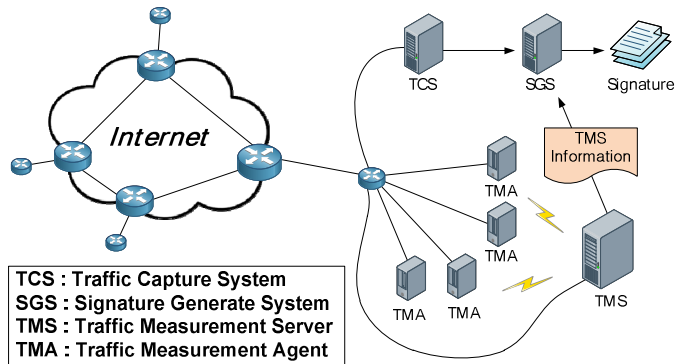 Internet
TCS
SGS
Signature
TMS
Information
TMA
TMA
TMA
TMA
TMS
TCS : Traffic Capture System
SGS : Signature Generate System
TMS : Traffic Measurement Server
TMA : Traffic Measurement Agent